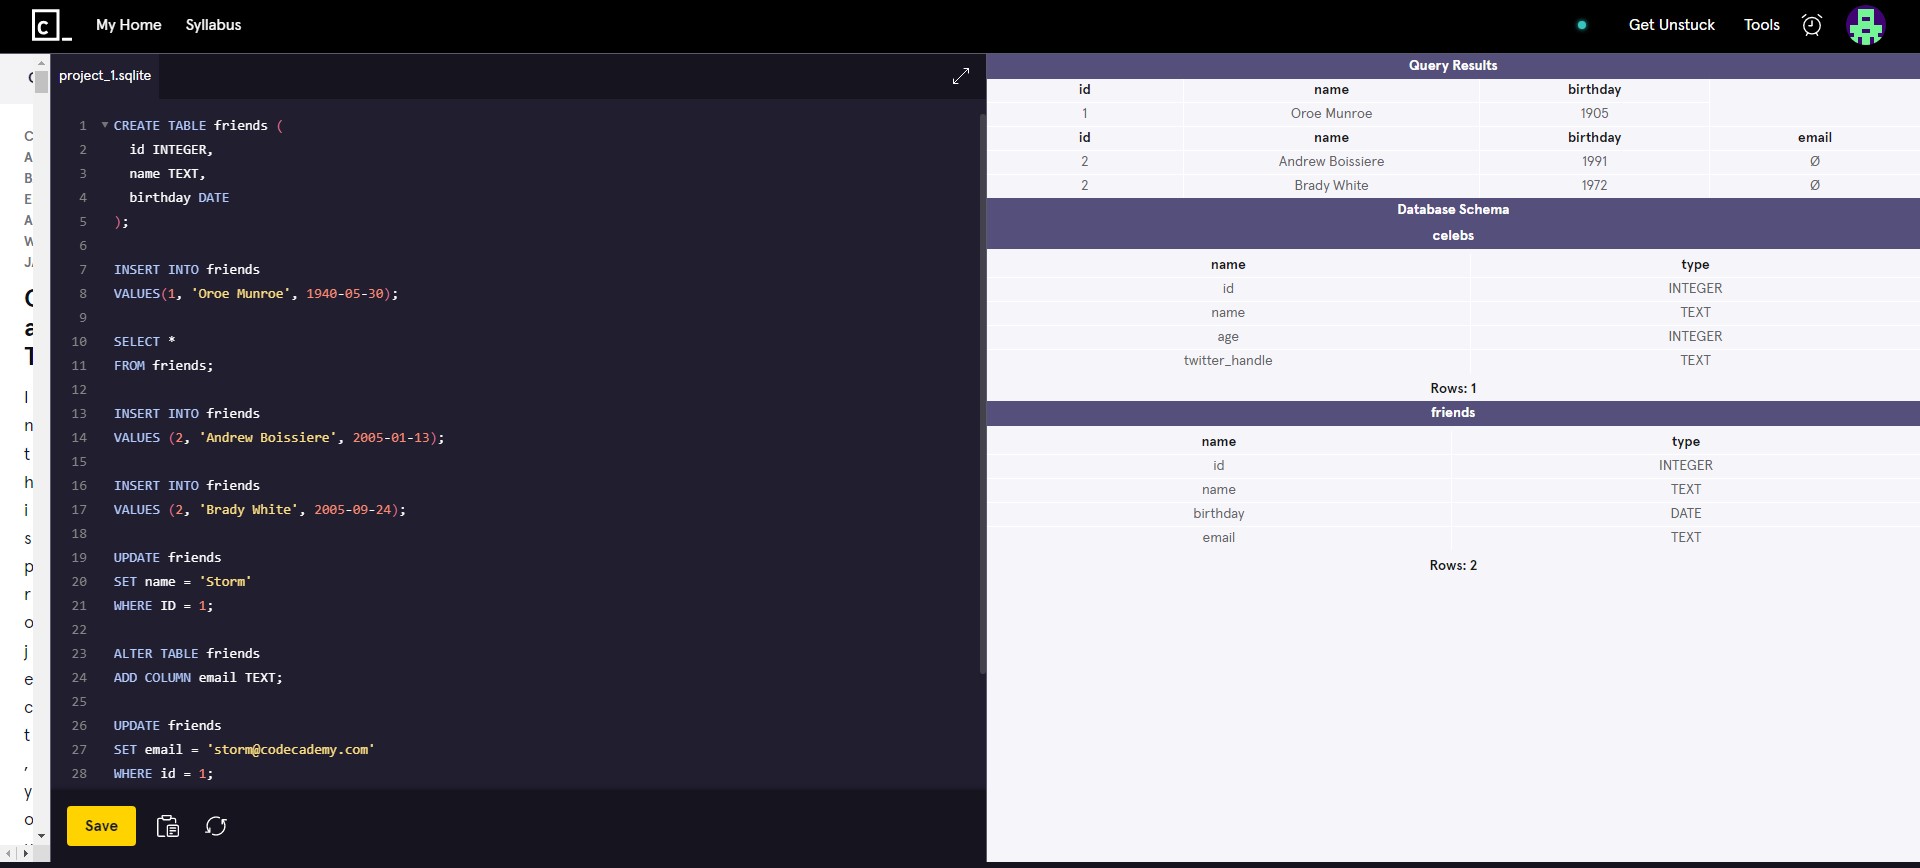 My Home Syllabus Get Unstuck Tools
project_1.sqlite
1 CREATE TABLE friends (
2 id INTEGER,
3 name TEXT,
4 birthday DATE
5 );
6
7 INSERT INTO friends
8 VALUES(1, 'Oroe Munroe', 1940-05-30);
9
10 SELECT *
11 FROM friends;
12
13 INSERT INTO friends
14 VALUES (2, 'Andrew Boissiere', 2005-01-13);
15
16 INSERT INTO friends
17 VALUES (2, 'Brady White', 2005-09-24);
18
19 UPDATE friends
20 SET name = 'Storm'
21 WHERE ID = 1;
22
23 ALTER TABLE friends
24 ADD COLUMN email TEXT;
25
26 UPDATE friends
27 SET email = 'storm@codecademy.com'
28 WHERE id = 1;
Save
Query Results
id name birthday
1 Oroe Munroe 1905
id name birthday email
2 Andrew Boissiere 1991 Ø
2 Brady White 1972 Ø
Database Schema
celebs
name type
id INTEGER
name TEXT
age INTEGER
twitter_handle TEXT
Rows: 1
friends
name type
id INTEGER
name TEXT
birthday DATE
email TEXT
Rows: 2